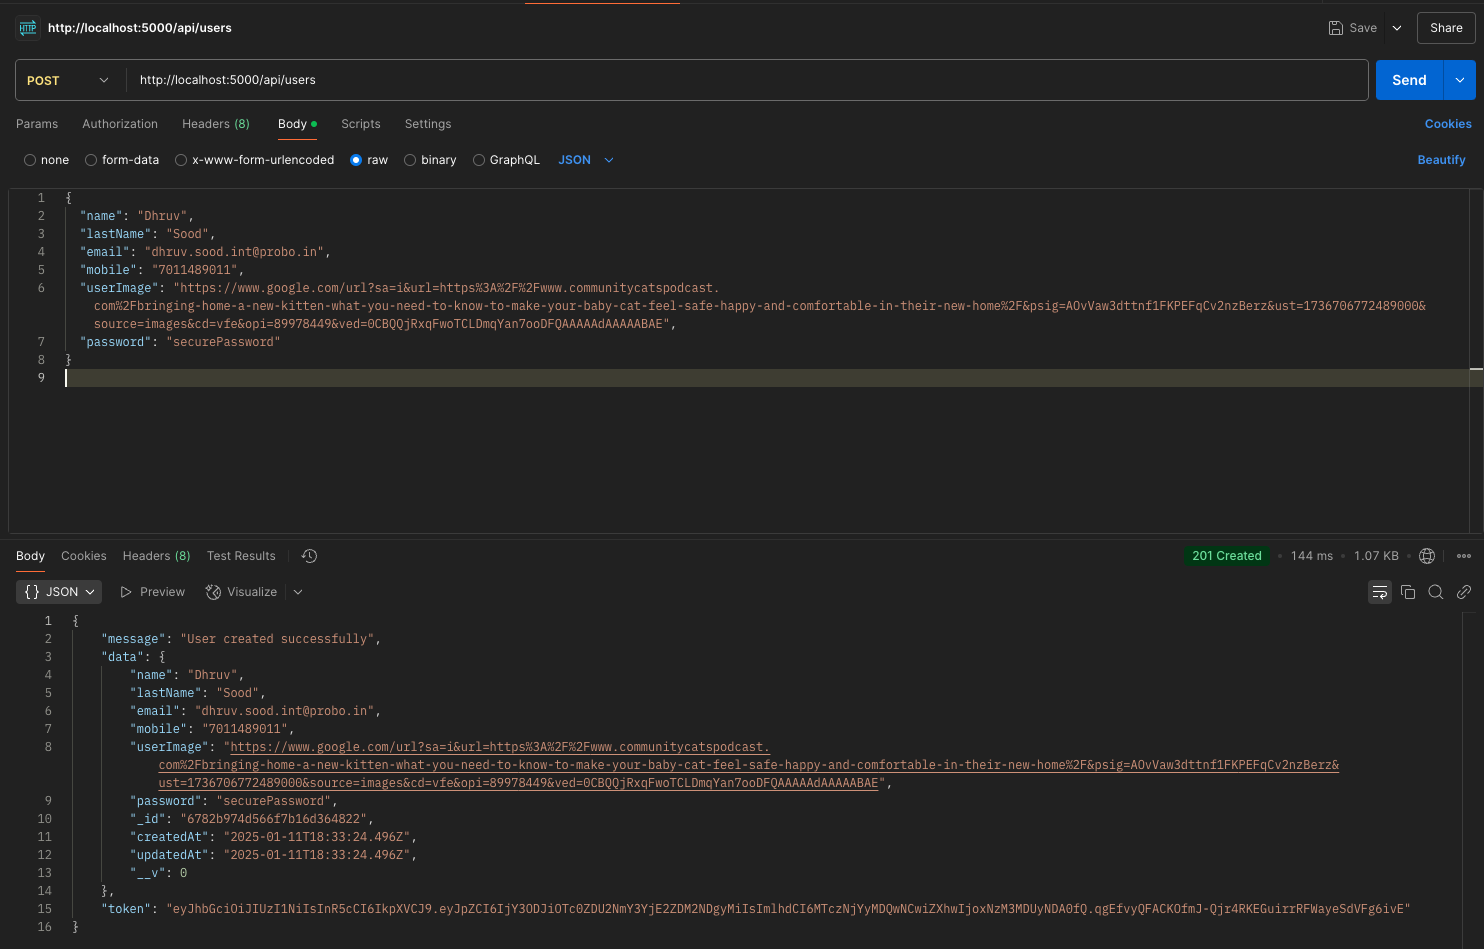 HTTP http://localhost:5000/api/users Save Share
POST http://localhost:5000/api/users Send
Params Authorization Headers (8) Body Scripts Settings Cookies
none form-data x-www-form-urlencoded raw binary GraphQL JSON Beautify
1 {
2 "name": "Dhruv",
3 "lastName": "Sood",
4 "email": "dhruv.sood.int@probo.in",
5 "mobile": "7011489011",
6 "userImage": "https://www.google.com/url?sa=i&url=https%3A%2F%2Fwww.communitycatspodcast.
com%2Fbringing-home-a-new-kitten-what-you-need-to-know-to-make-your-baby-cat-feel-safe-happy-and-comfortable-in-their-new-home%2F&psig=AOvVaw3dttnf1FKPEFqCv2nzBerz&ust=1736706772489000&
source=images&cd=vfe&opi=89978449&ved=0CBQQjRxqFwoTCLDmqYan7ooDFQAAAAAdAAAAABAE",
7 "password": "securePassword"
8 }
9
Body Cookies Headers (8) Test Results 201 Created 144 ms 1.07 KB
{} JSON Preview Visualize
1 {
2 "message": "User created successfully",
3 "data": {
4 "name": "Dhruv",
5 "lastName": "Sood",
6 "email": "dhruv.sood.int@probo.in",
7 "mobile": "7011489011",
8 "userImage": "https://www.google.com/url?sa=i&url=https%3A%2F%2Fwww.communitycatspodcast.
com%2Fbringing-home-a-new-kitten-what-you-need-to-know-to-make-your-baby-cat-feel-safe-happy-and-comfortable-in-their-new-home%2F&psig=AOvVaw3dttnf1FKPEFqCv2nzBerz&
ust=1736706772489000&source=images&cd=vfe&opi=89978449&ved=0CBQQjRxqFwoTCLDmqYan7ooDFQAAAAAdAAAAABAE",
9 "password": "securePassword",
10 "_id": "6782b974d566f7b16d364822",
11 "createdAt": "2025-01-11T18:33:24.496Z",
12 "updatedAt": "2025-01-11T18:33:24.496Z",
13 "__v": 0
14 },
15 "token": "eyJhbGciOiJIUzI1NiIsInR5cCI6IkpXVCJ9.eyJpZCI6IjY3ODJiOTc0ZDU2NmY3YjE2ZDM2NDgyMiIsImlhdCI6MTczNjYyMDQwNCwiZXhwIjoxNzM3MDUyNDA0fQ.qgEfvyQFACKOfmJ-Qjr4RKEGuirrRFWayeSdVFg6ivE"
16 }